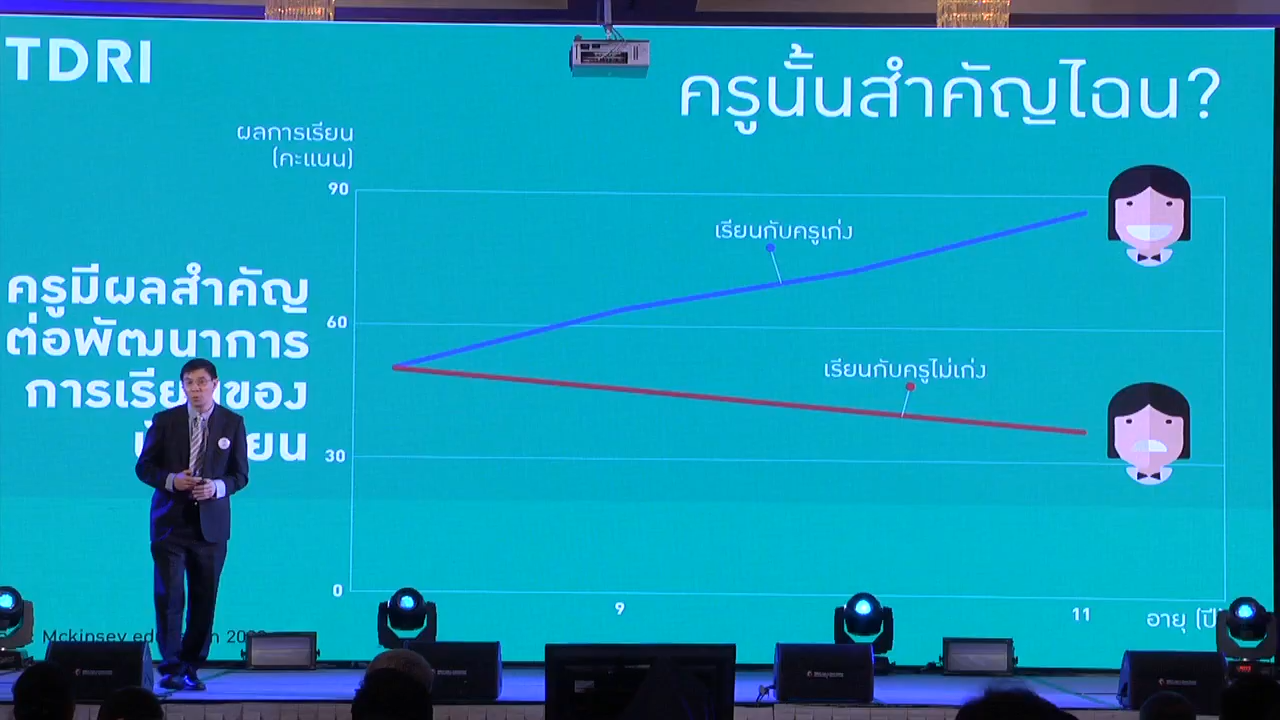 TDRI
ครูนั้นสำคัญไฉน?
ผลการเรียน
(คะแนน)
90
60
30
0
เรียนกับครูเก่ง
เรียนกับครูไม่เก่ง
ครูมีผลสำคัญ
ต่อพัฒนาการ
การเรียนของ
9
11
อายุ (ปี
Mckinsey